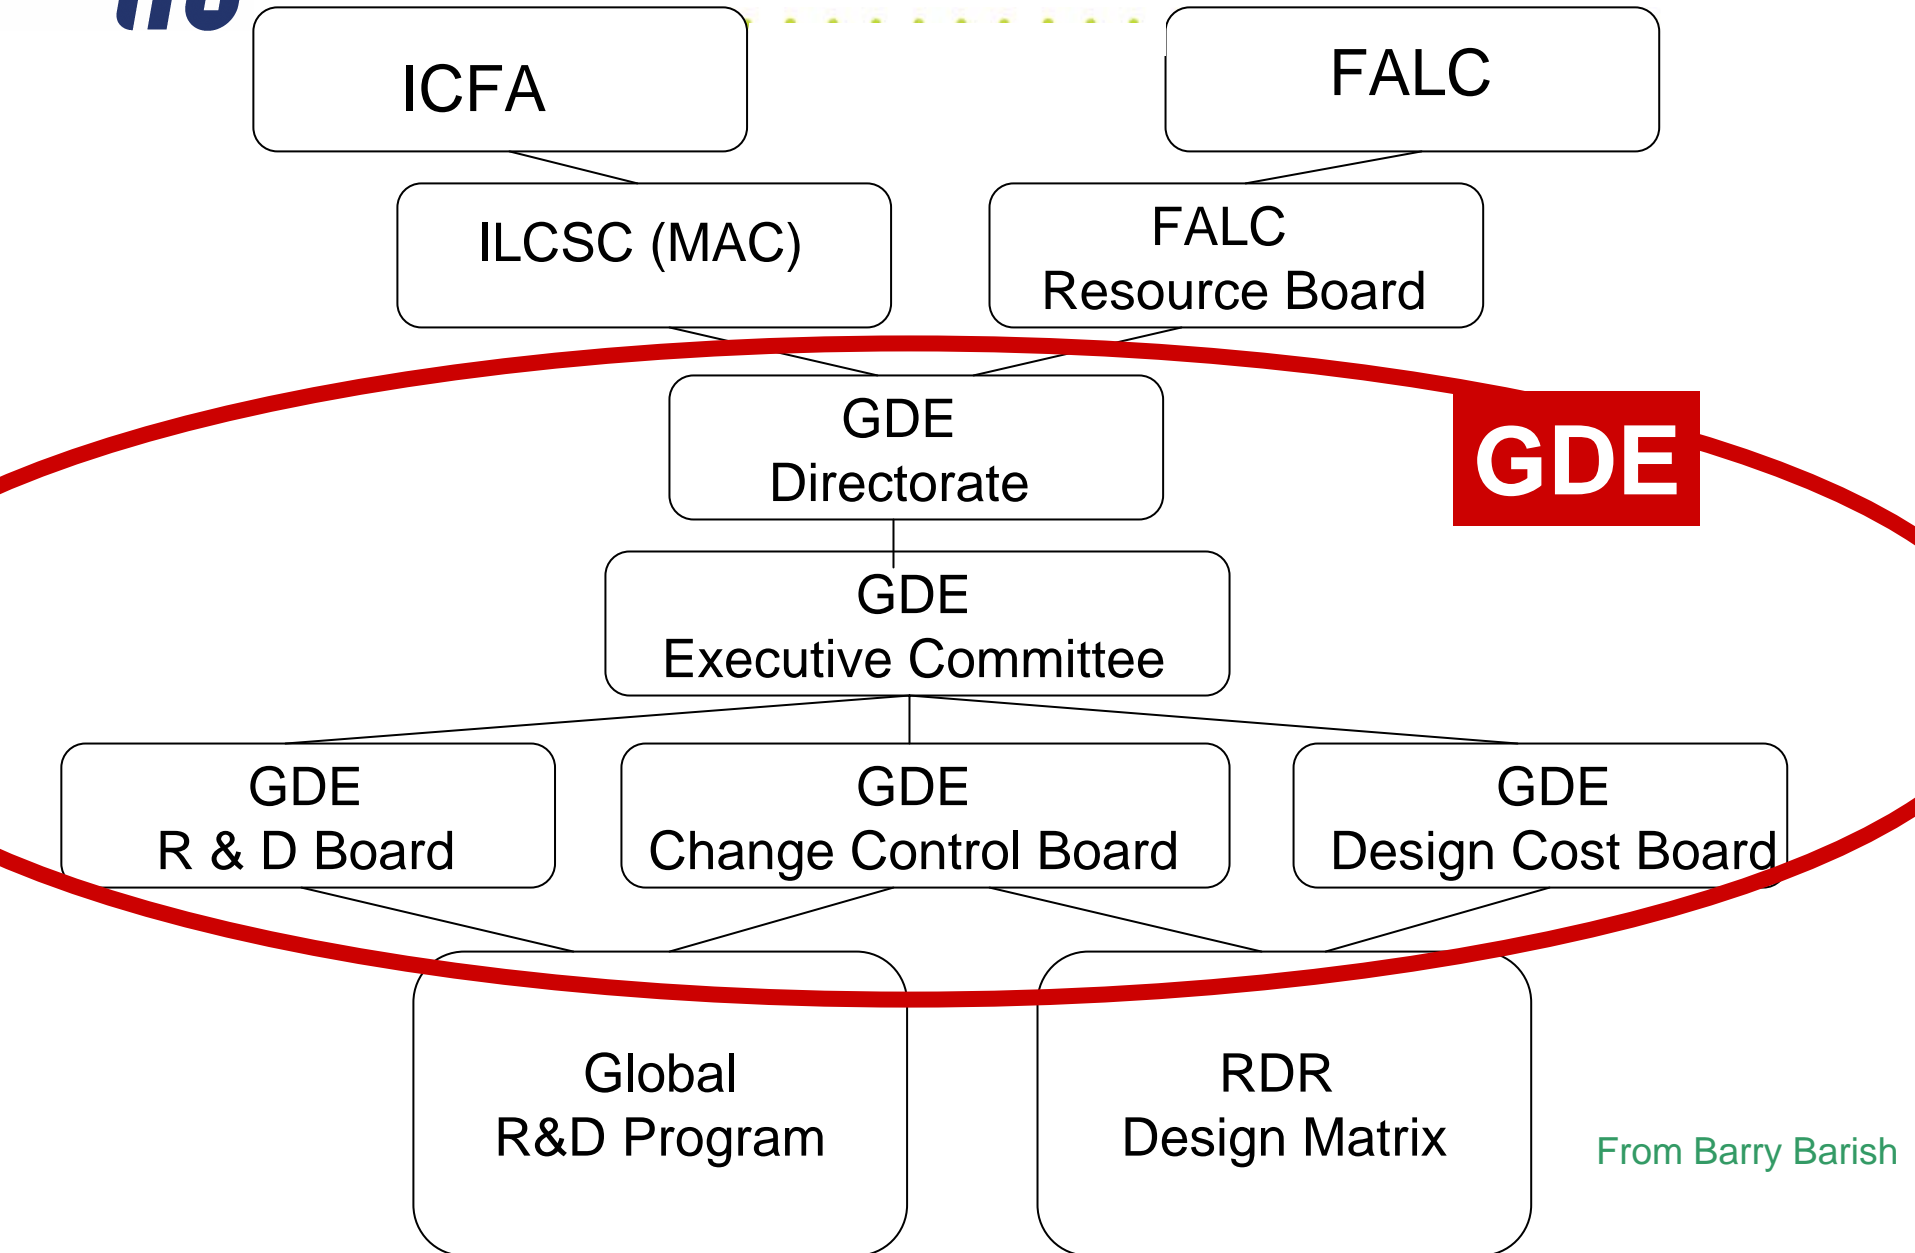 ICFA
FALC
ILCSC (MAC)
FALC
Resource Board
GDE
Directorate
GDE
GDE
Executive Committee
GDE
R & D Board
GDE
Change Control Board
GDE
Design Cost Board
Global
R&D Program
RDR
Design Matrix
From Barry Barish